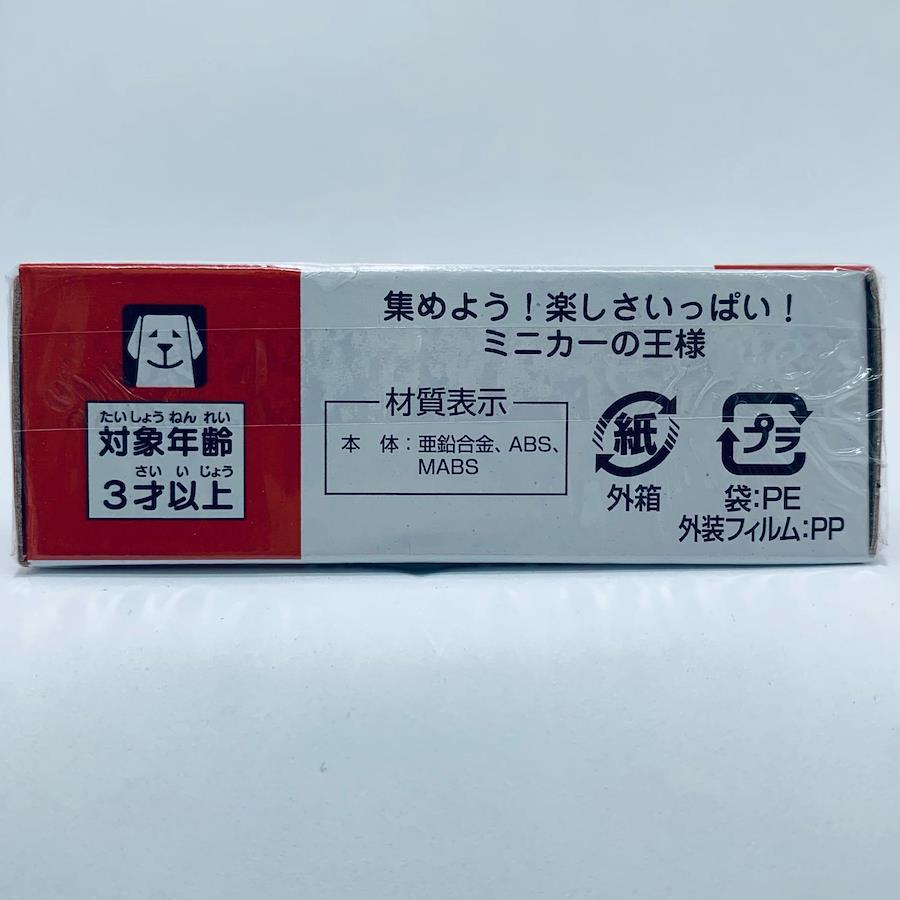 集めよう！楽しさいっぱい！
ミニカーの王様
たいしょうねんれい
対象年齢
さいいじょう
3才以上
材質表示
本　体：亜鉛合金、ABS、
MABS
紙
外箱
プラ
袋:PE
外装フィルム:PP